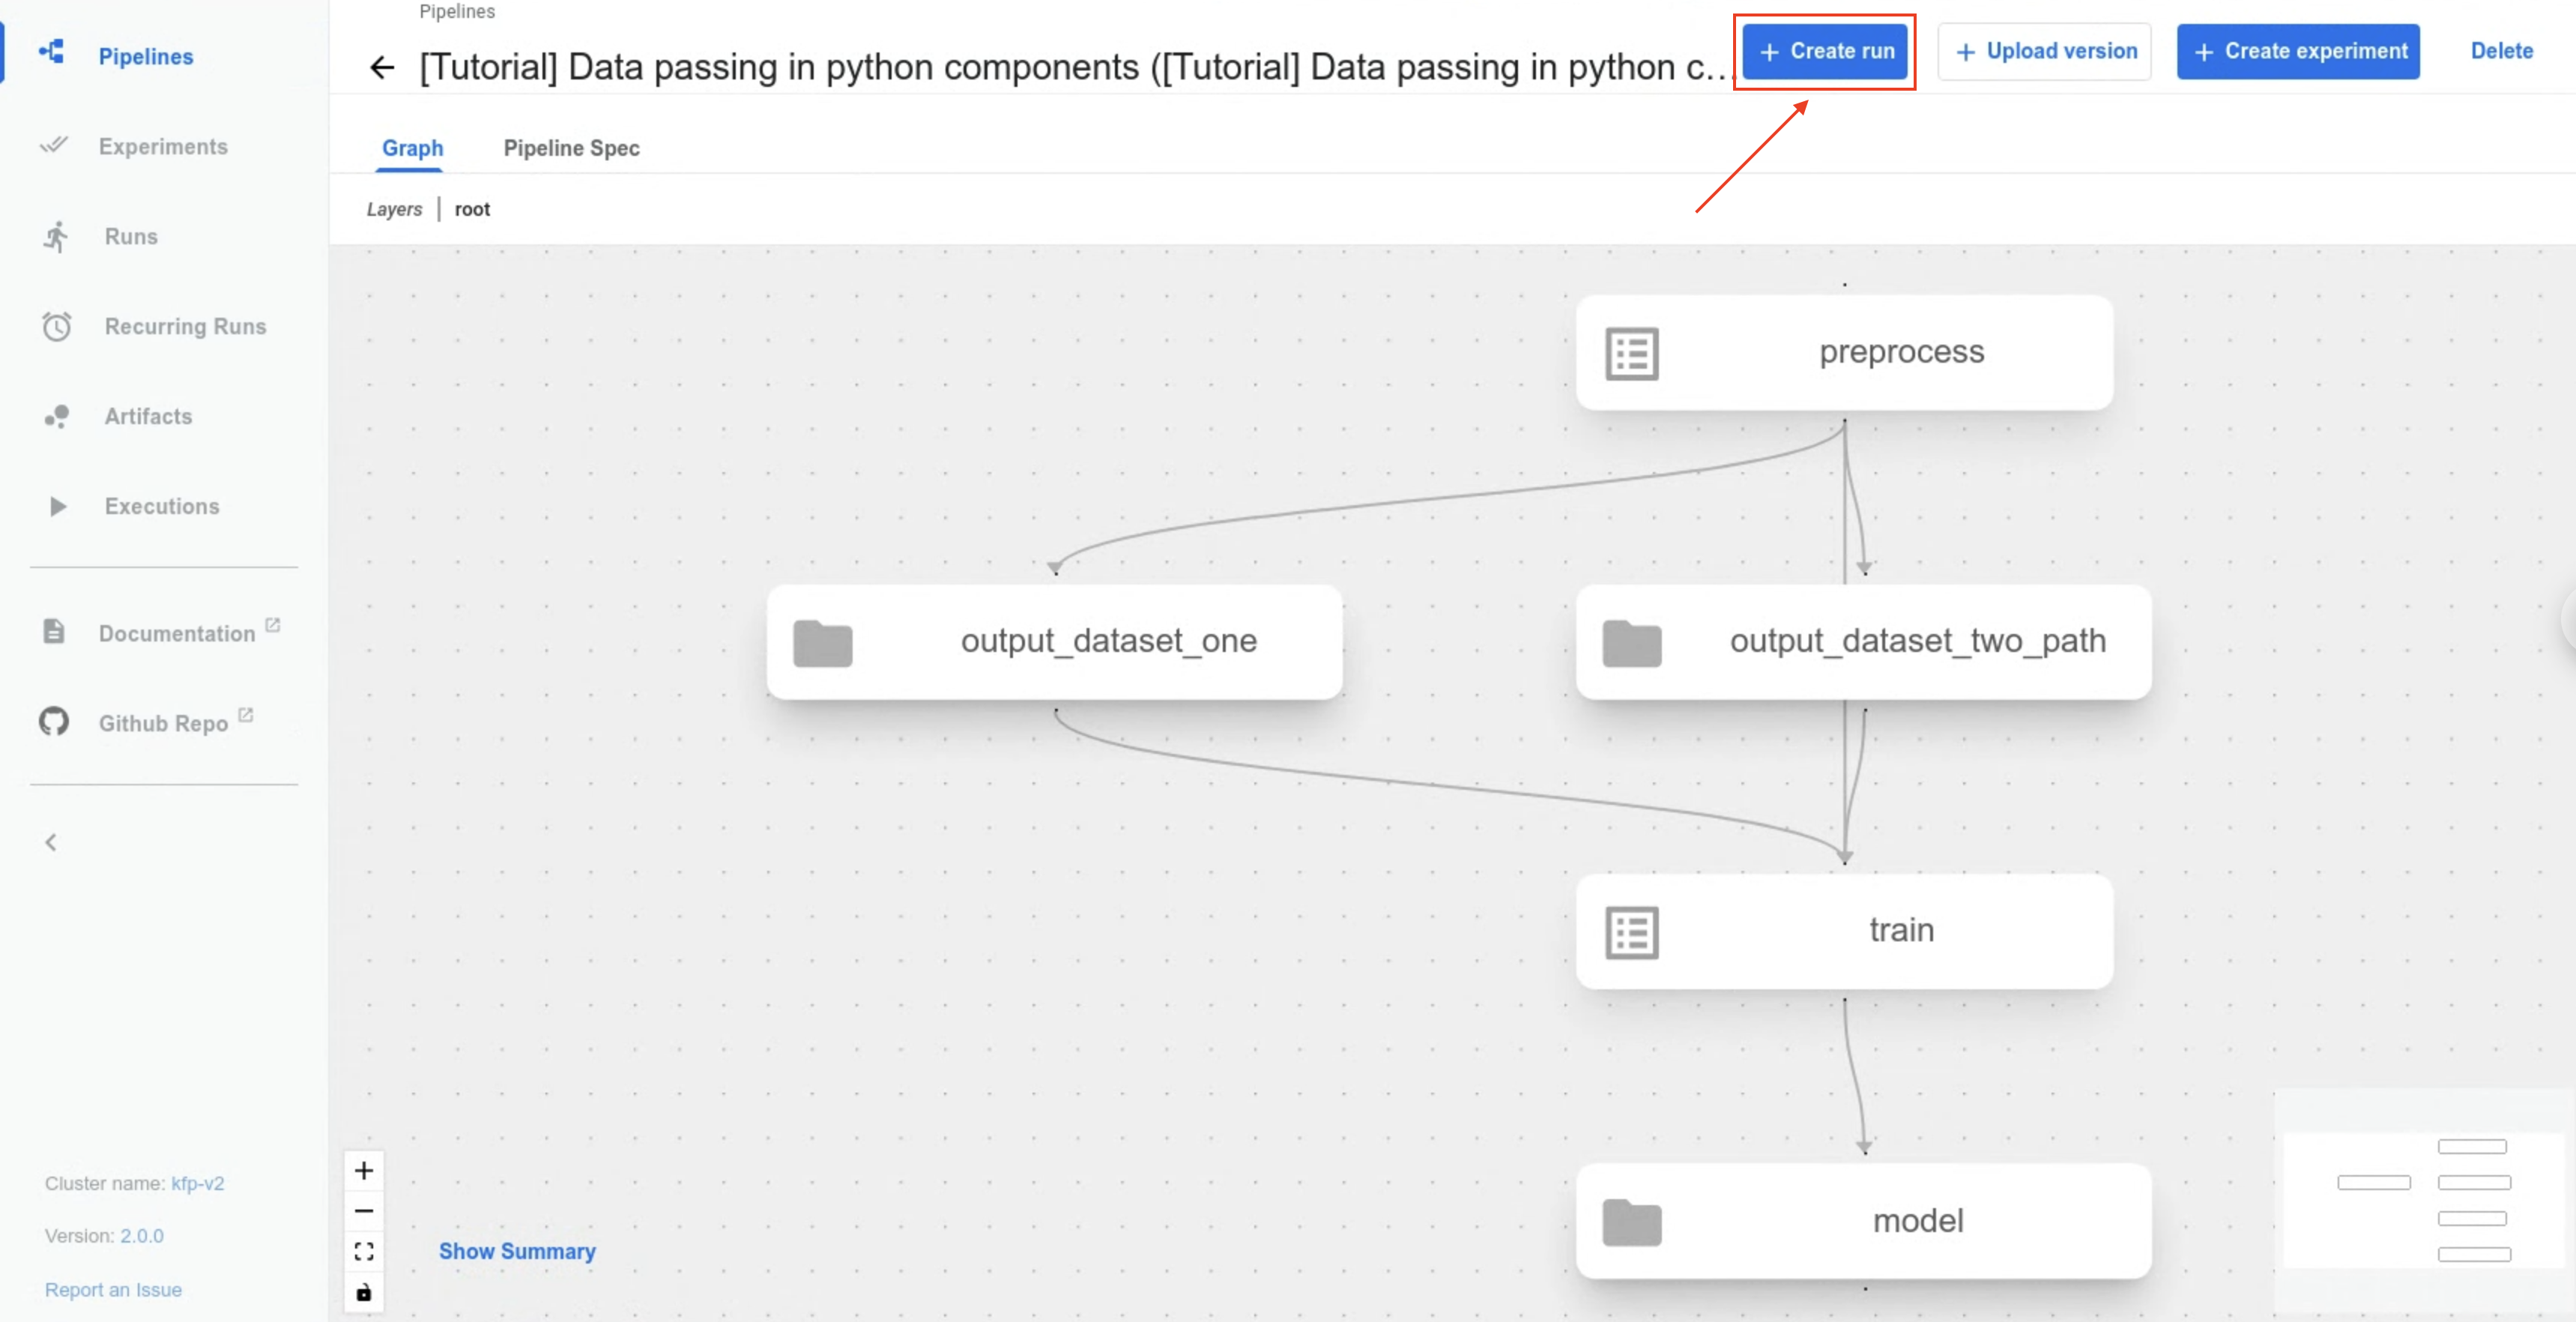 Pipelines
Experiments
Runs
Recurring Runs
Artifacts
Executions
Documentation
Github Repo
Cluster name: kfp-v2
Version: 2.0.0
Report an Issue
Pipelines
[Tutorial] Data passing in python components ([Tutorial] Data passing in python c...
+ Create run
+ Upload version
+ Create experiment
Delete
Graph
Pipeline Spec
Layers | root
preprocess
output_dataset_one
output_dataset_two_path
train
model
Show Summary